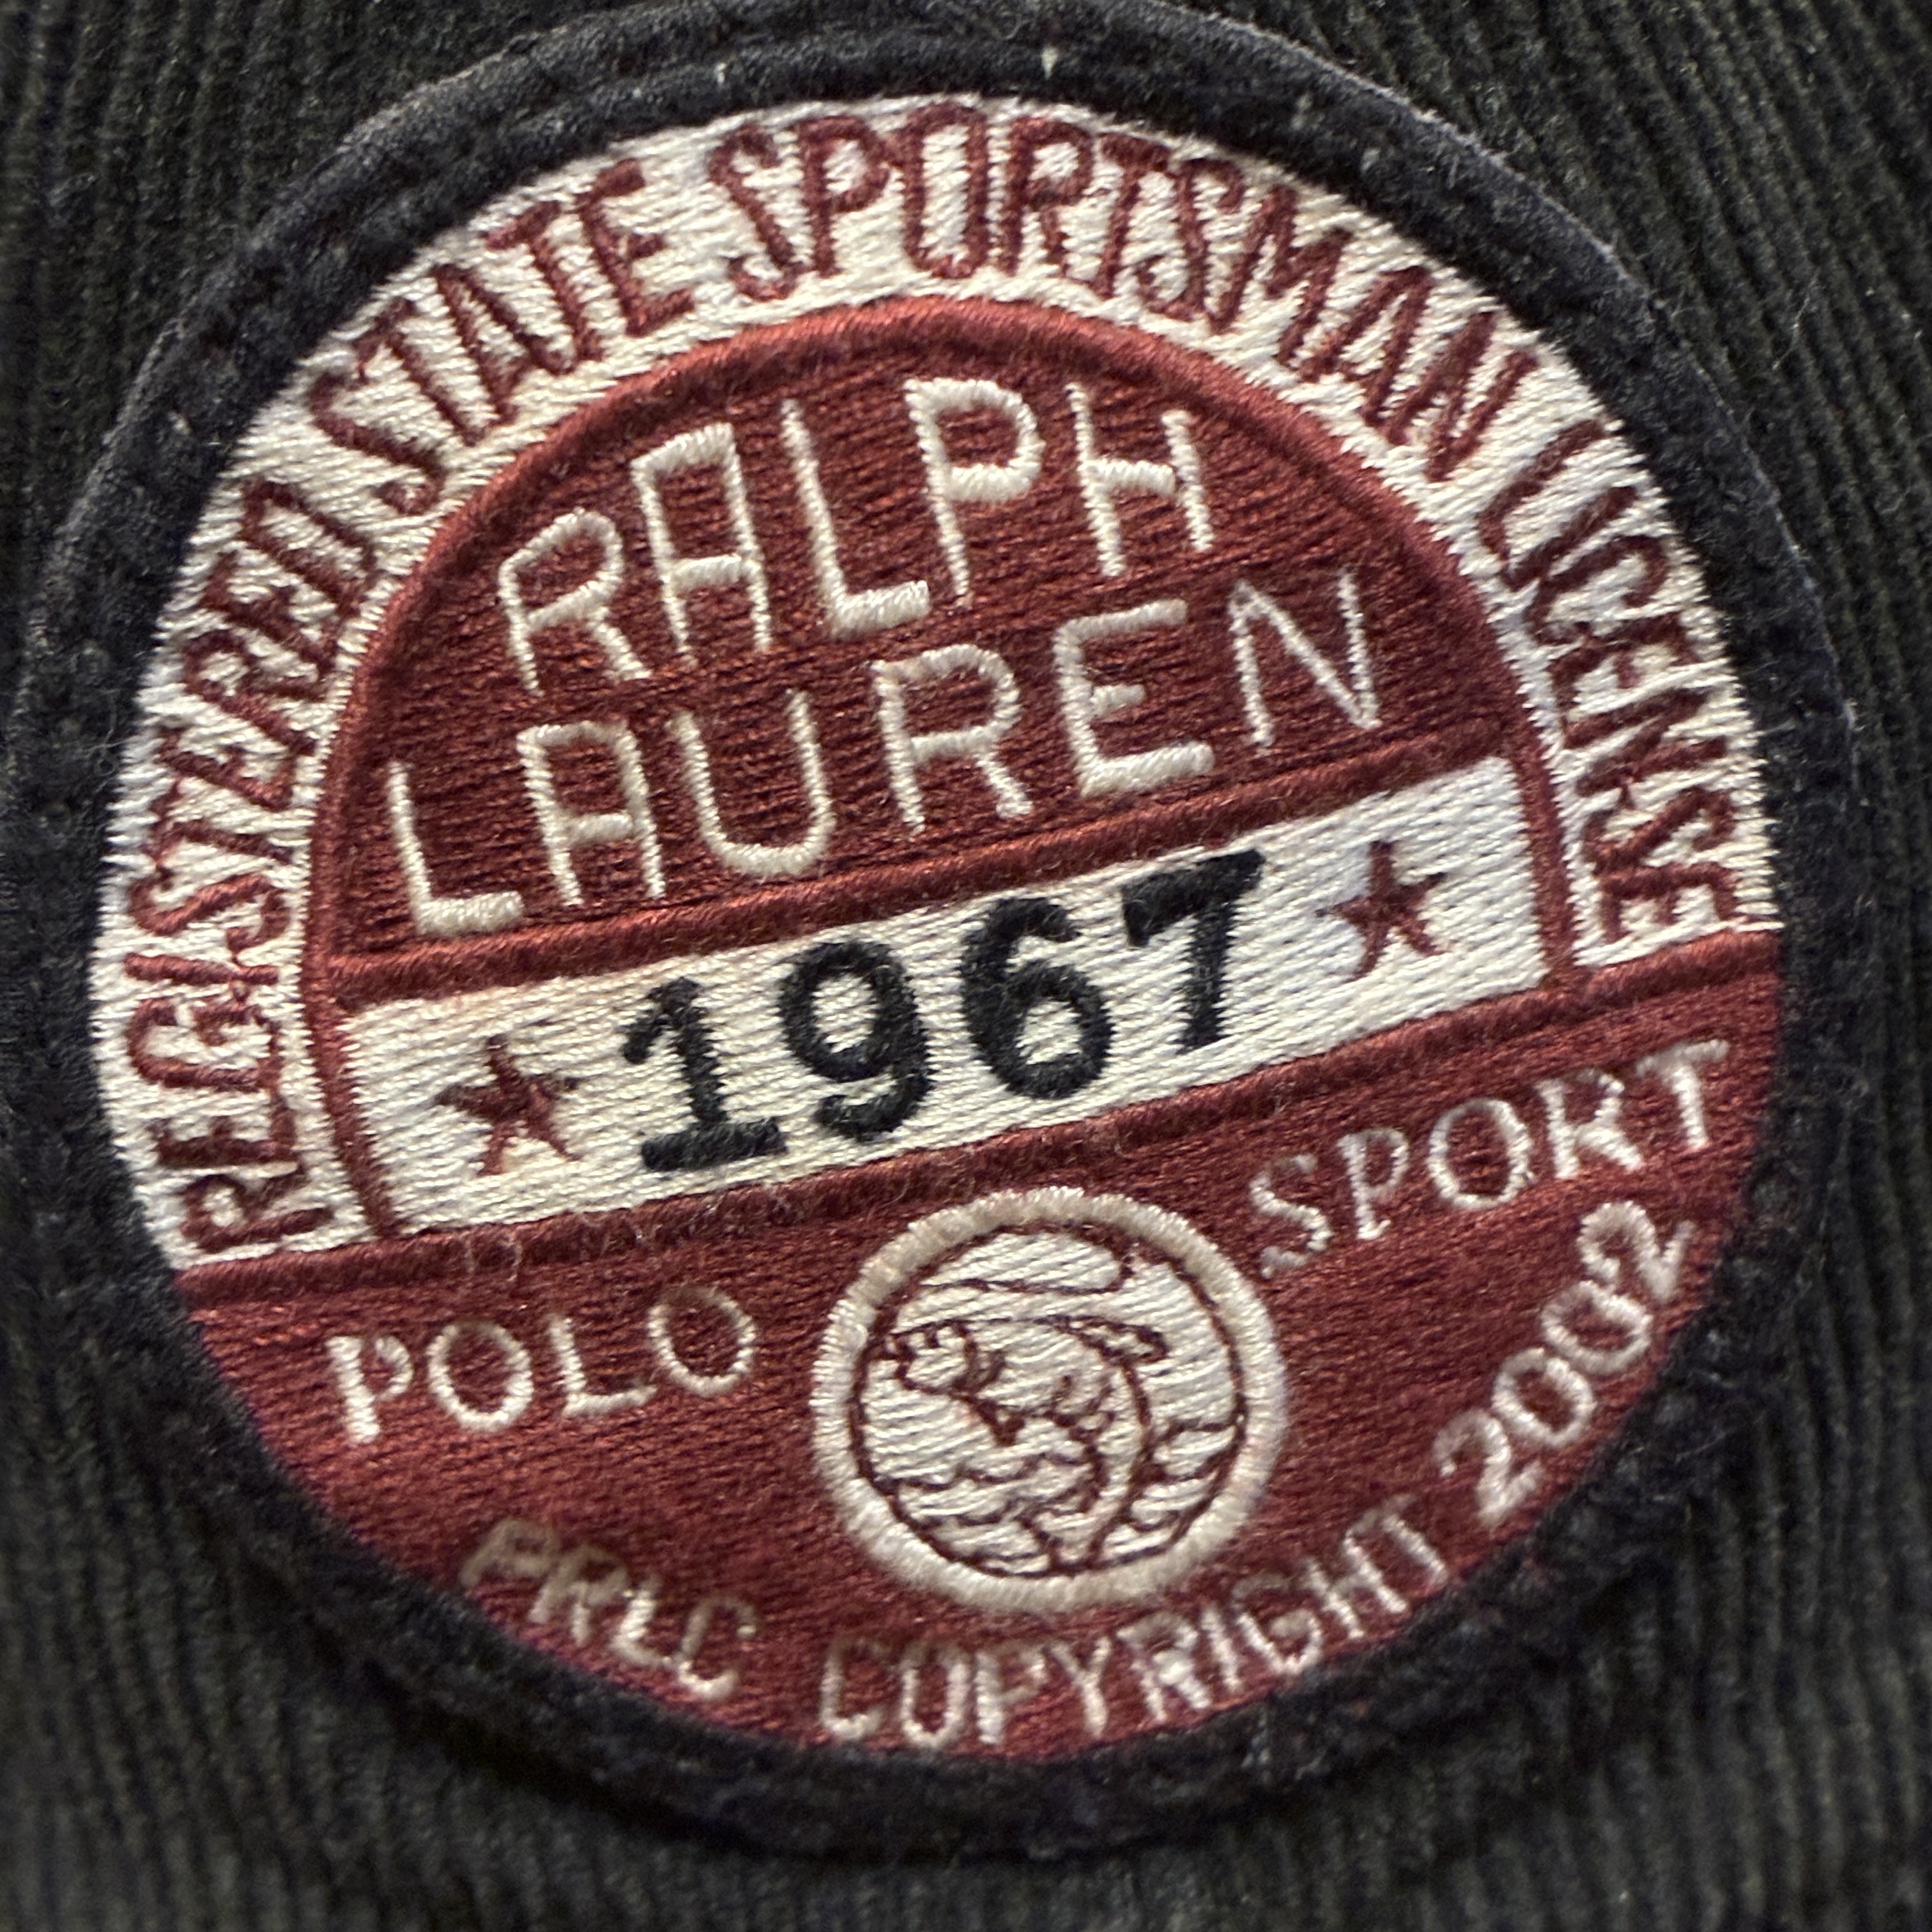 REGISTERED STATE SPORTSMAN LICENSE
RALPH
LAUREN
1967
POLO SPORT
PRLC COPYRIGHT 2002